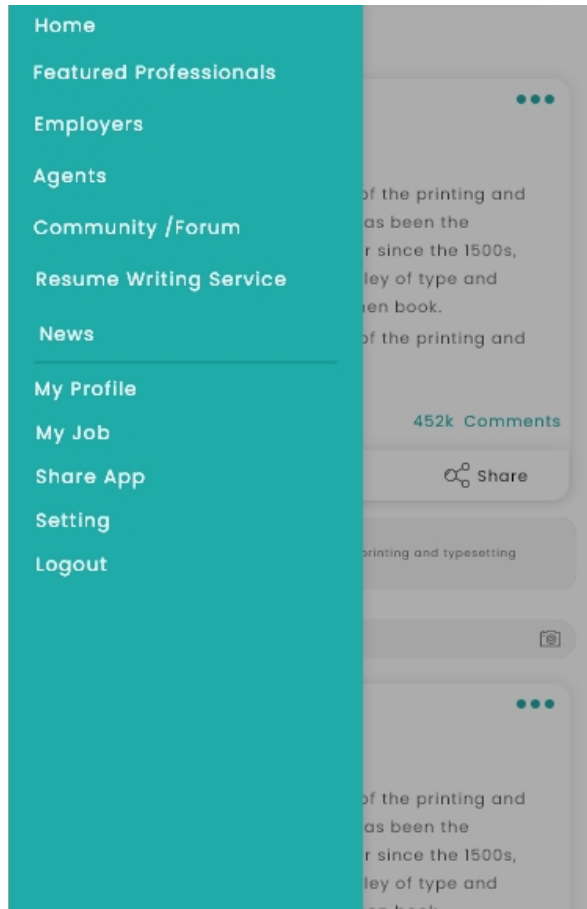 Home
Featured Professionals
Employers
Agents
Community /Forum
Resume Writing Service
News
My Profile
My Job
Share App
Setting
Logout
of the printing and
as been the
r since the 1500s,
ley of type and
en book.
of the printing and
452k Comments
Share
printing and typesetting
of the printing and
as been the
r since the 1500s,
ley of type and